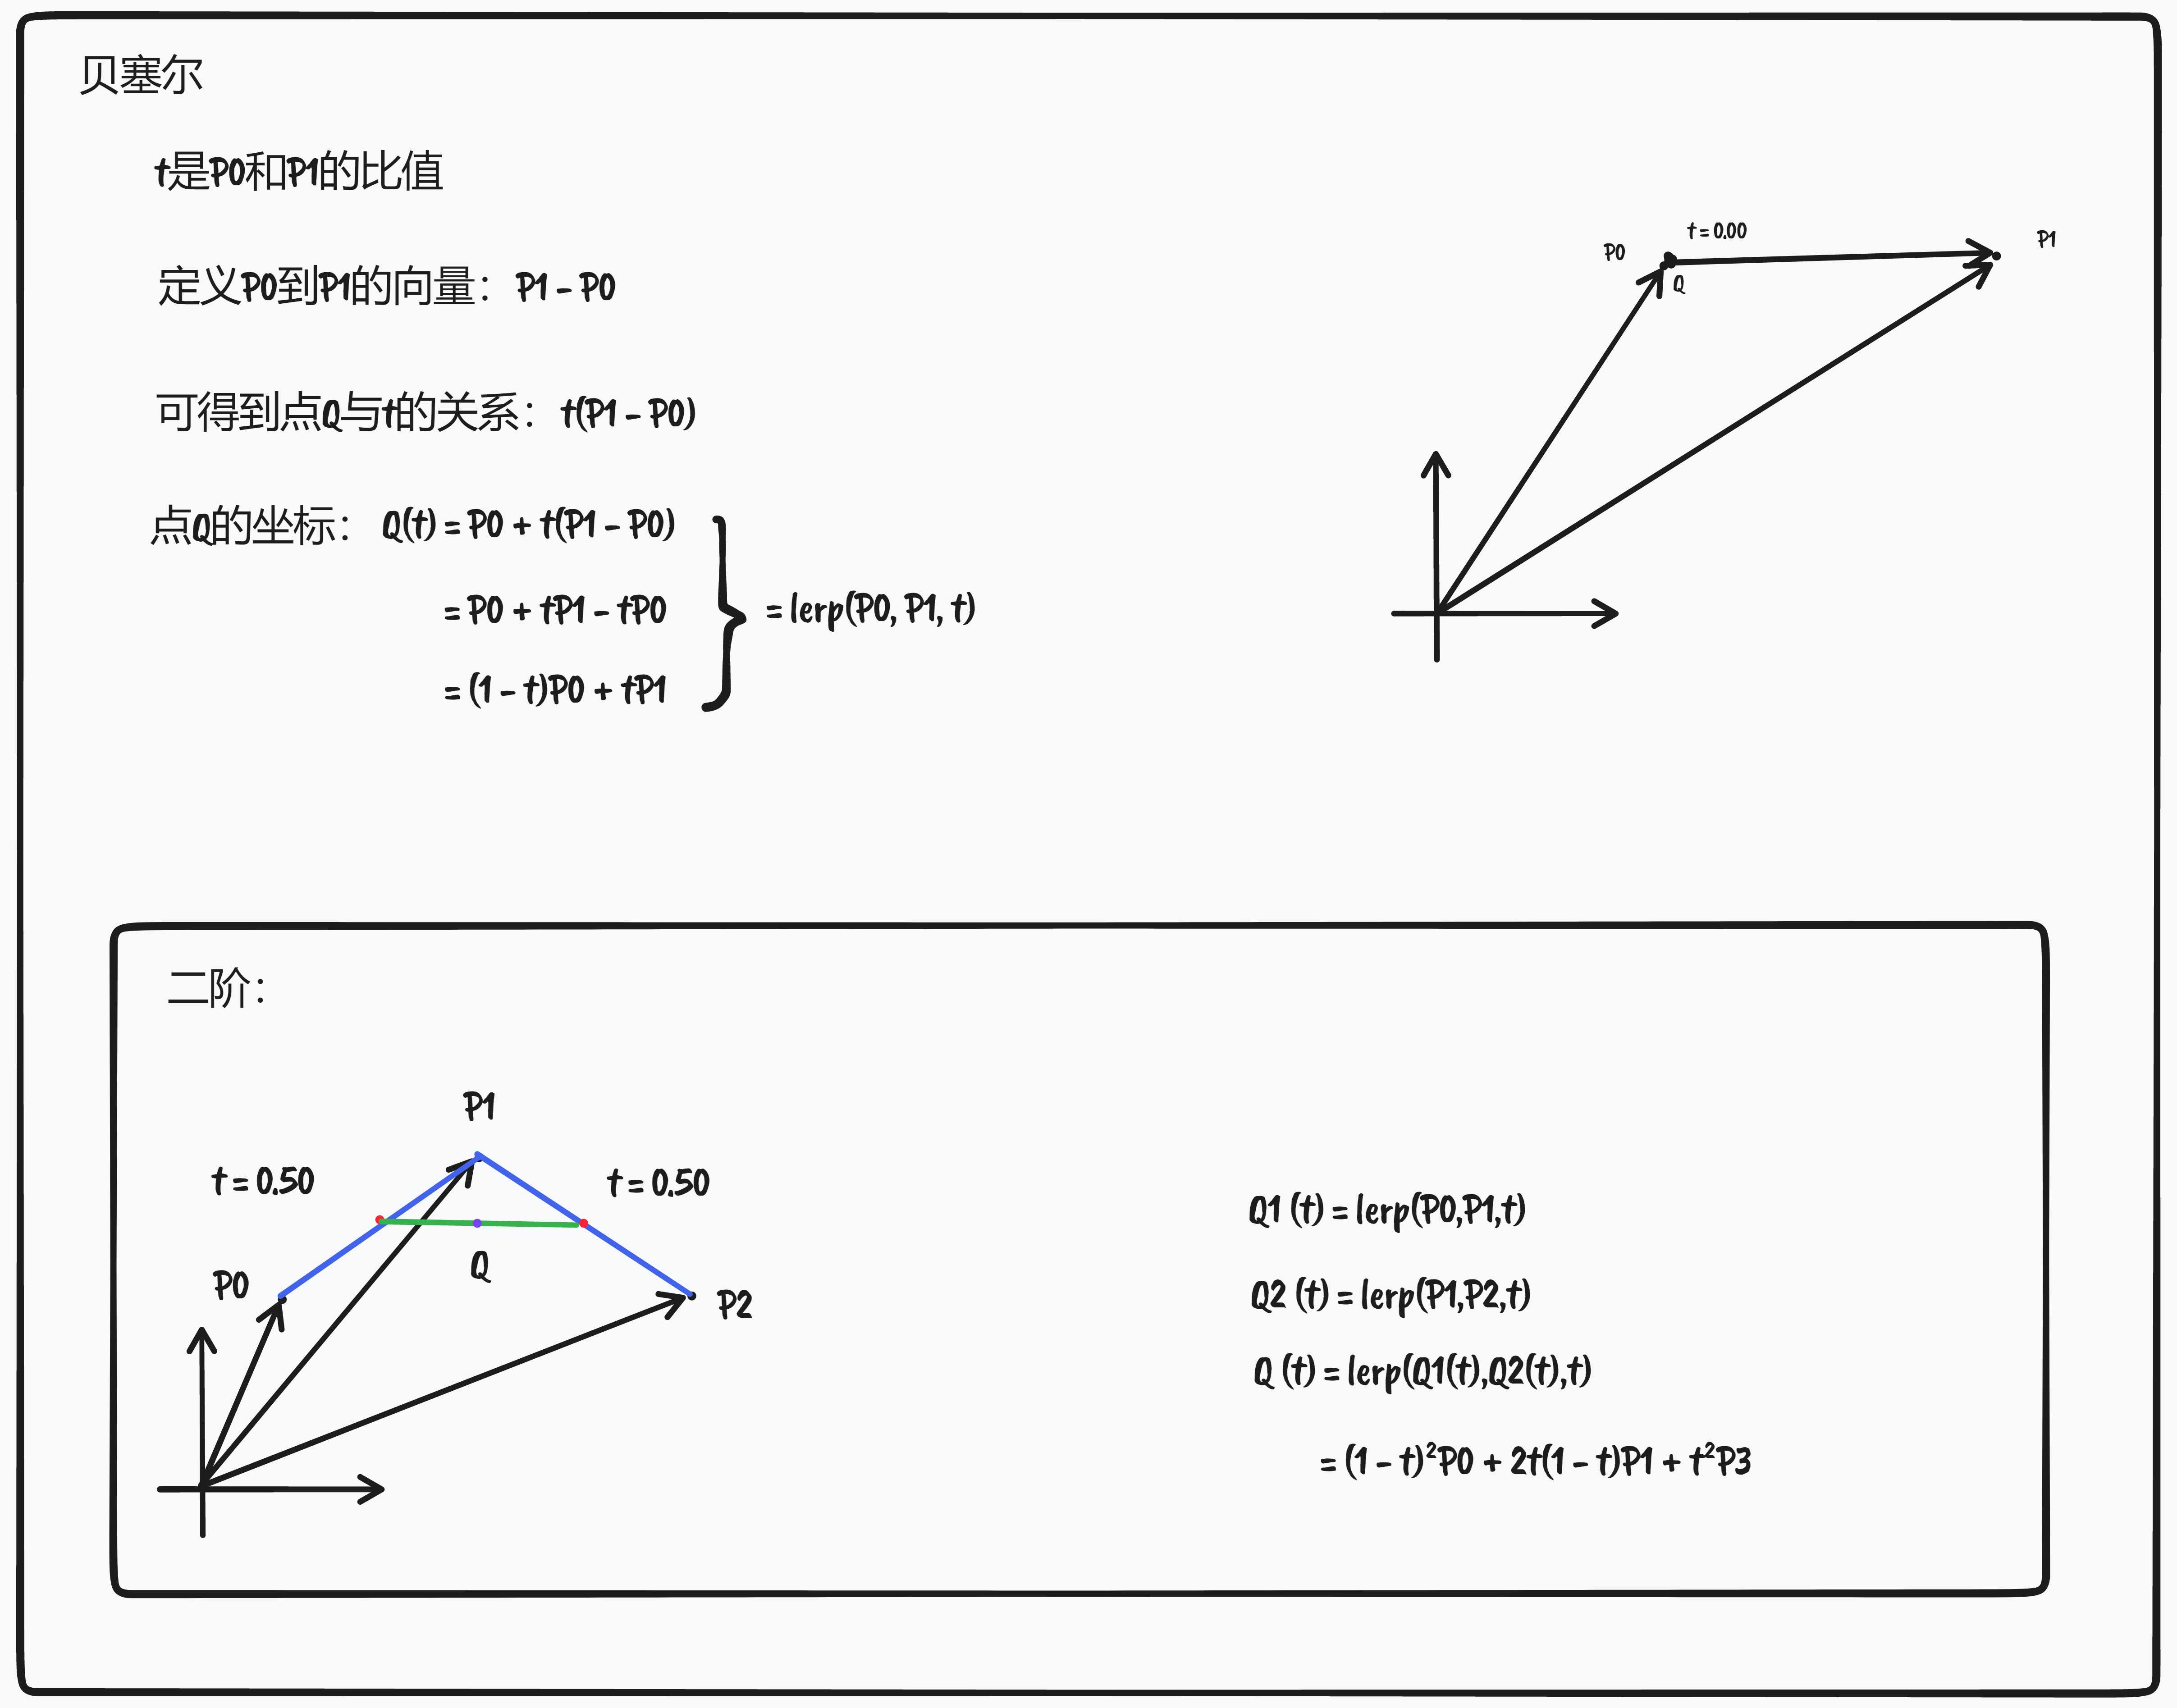 贝塞尔
t是P0和P1的比值
定义P0到P1的向量：P1 - P0
可得到点Q与t的关系：t(P1 - P0)
点Q的坐标：Q(t) = P0 + t(P1 - P0)
= P0 + tP1 - tP0
= (1 - t)P0 + tP1
= lerp(P0, P1, t)
t = 0.00
P0
P1
Q
二阶：
P1
t = 0.50
t = 0.50
P0
Q
P2
Q1 (t) = lerp(P0,P1,t)
Q2 (t) = lerp(P1,P2,t)
Q (t) = lerp(Q1(t),Q2(t),t)
= (1 - t)²P0 + 2t(1 - t)P1 + t²P3